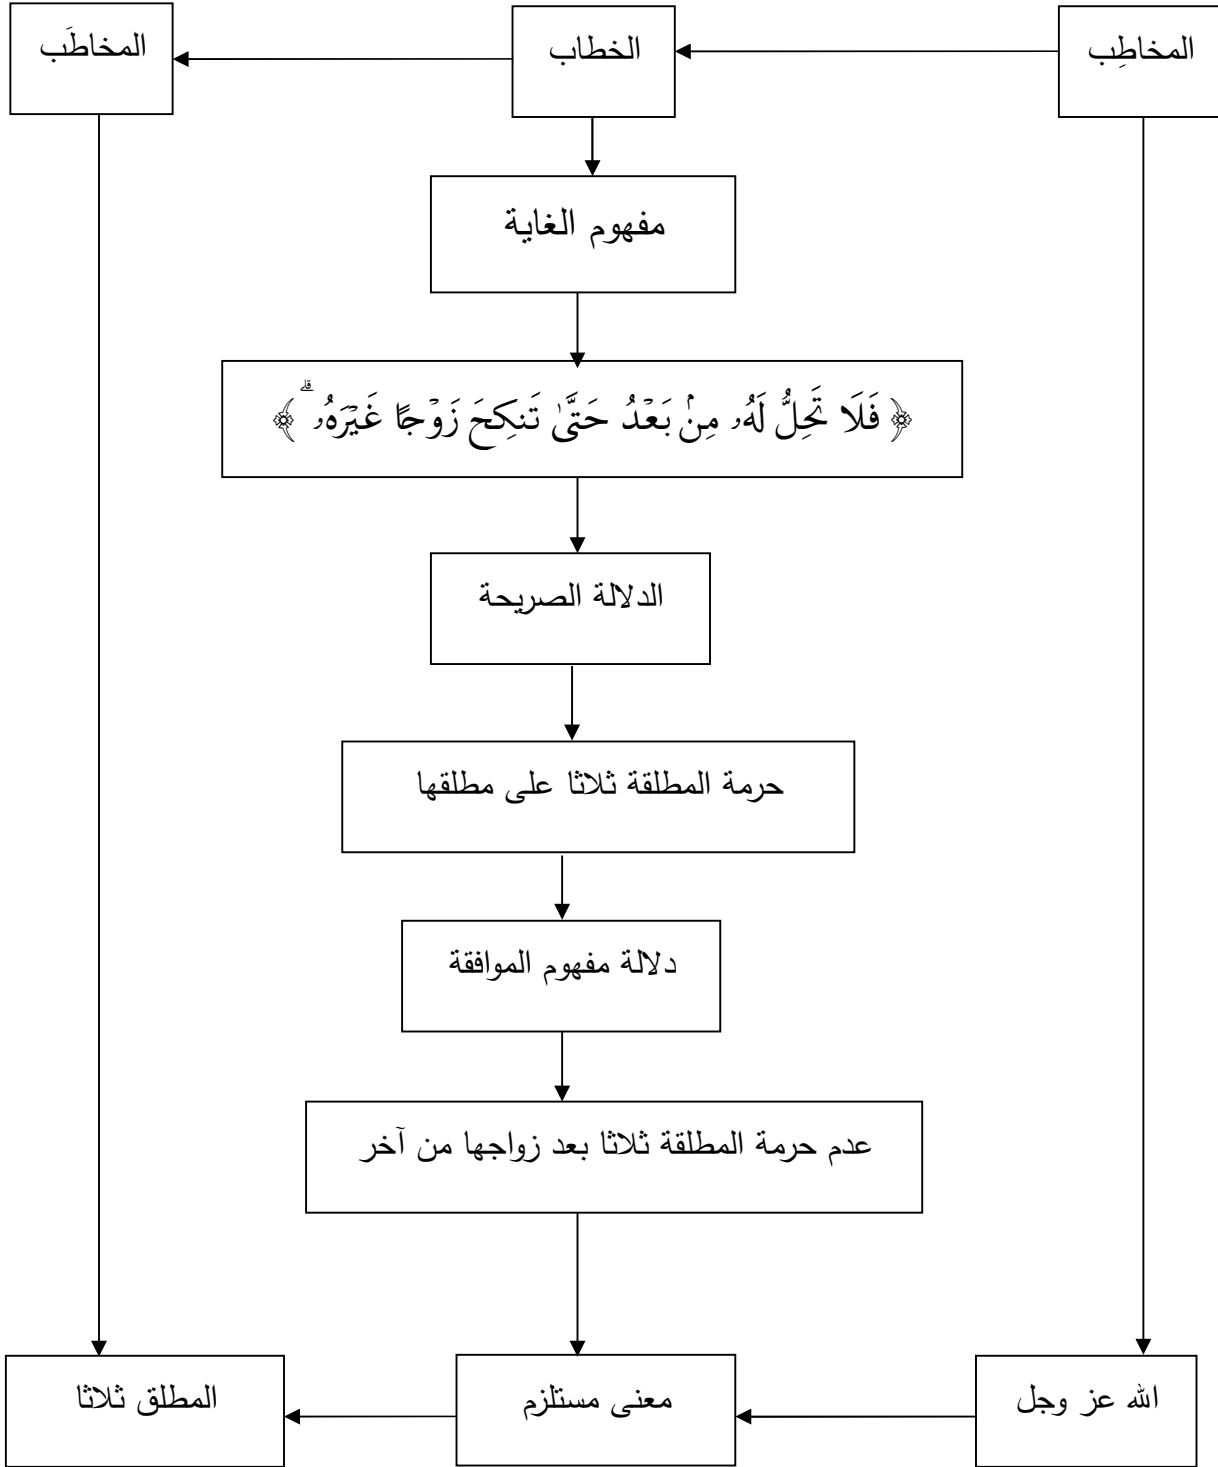 المخاطِب
الخطاب
المخاطَب
مفهوم الغاية
﴿ فَلَا تَحِلُّ لَهُۥ مِنۢ بَعۡدُ حَتَّىٰ تَنكِحَ زَوۡجًا غَيۡرَهُۥۗ ﴾
الدلالة الصريحة
حرمة المطلقة ثلاثا على مطلقها
دلالة مفهوم الموافقة
عدم حرمة المطلقة ثلاثا بعد زواجها من آخر
الله عز وجل
معنى مستلزم
المطلق ثلاثا